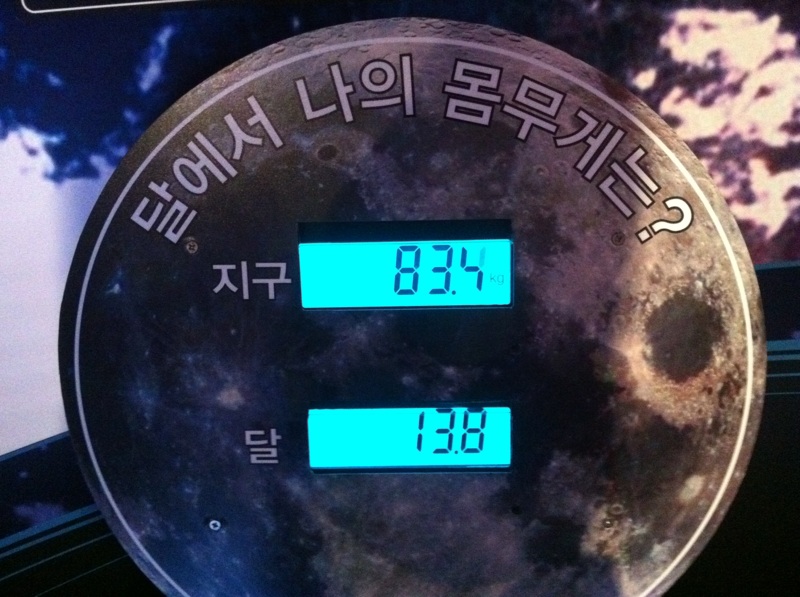 달에서 나의 몸무게는?
지구 83.4 kg
달 13.8